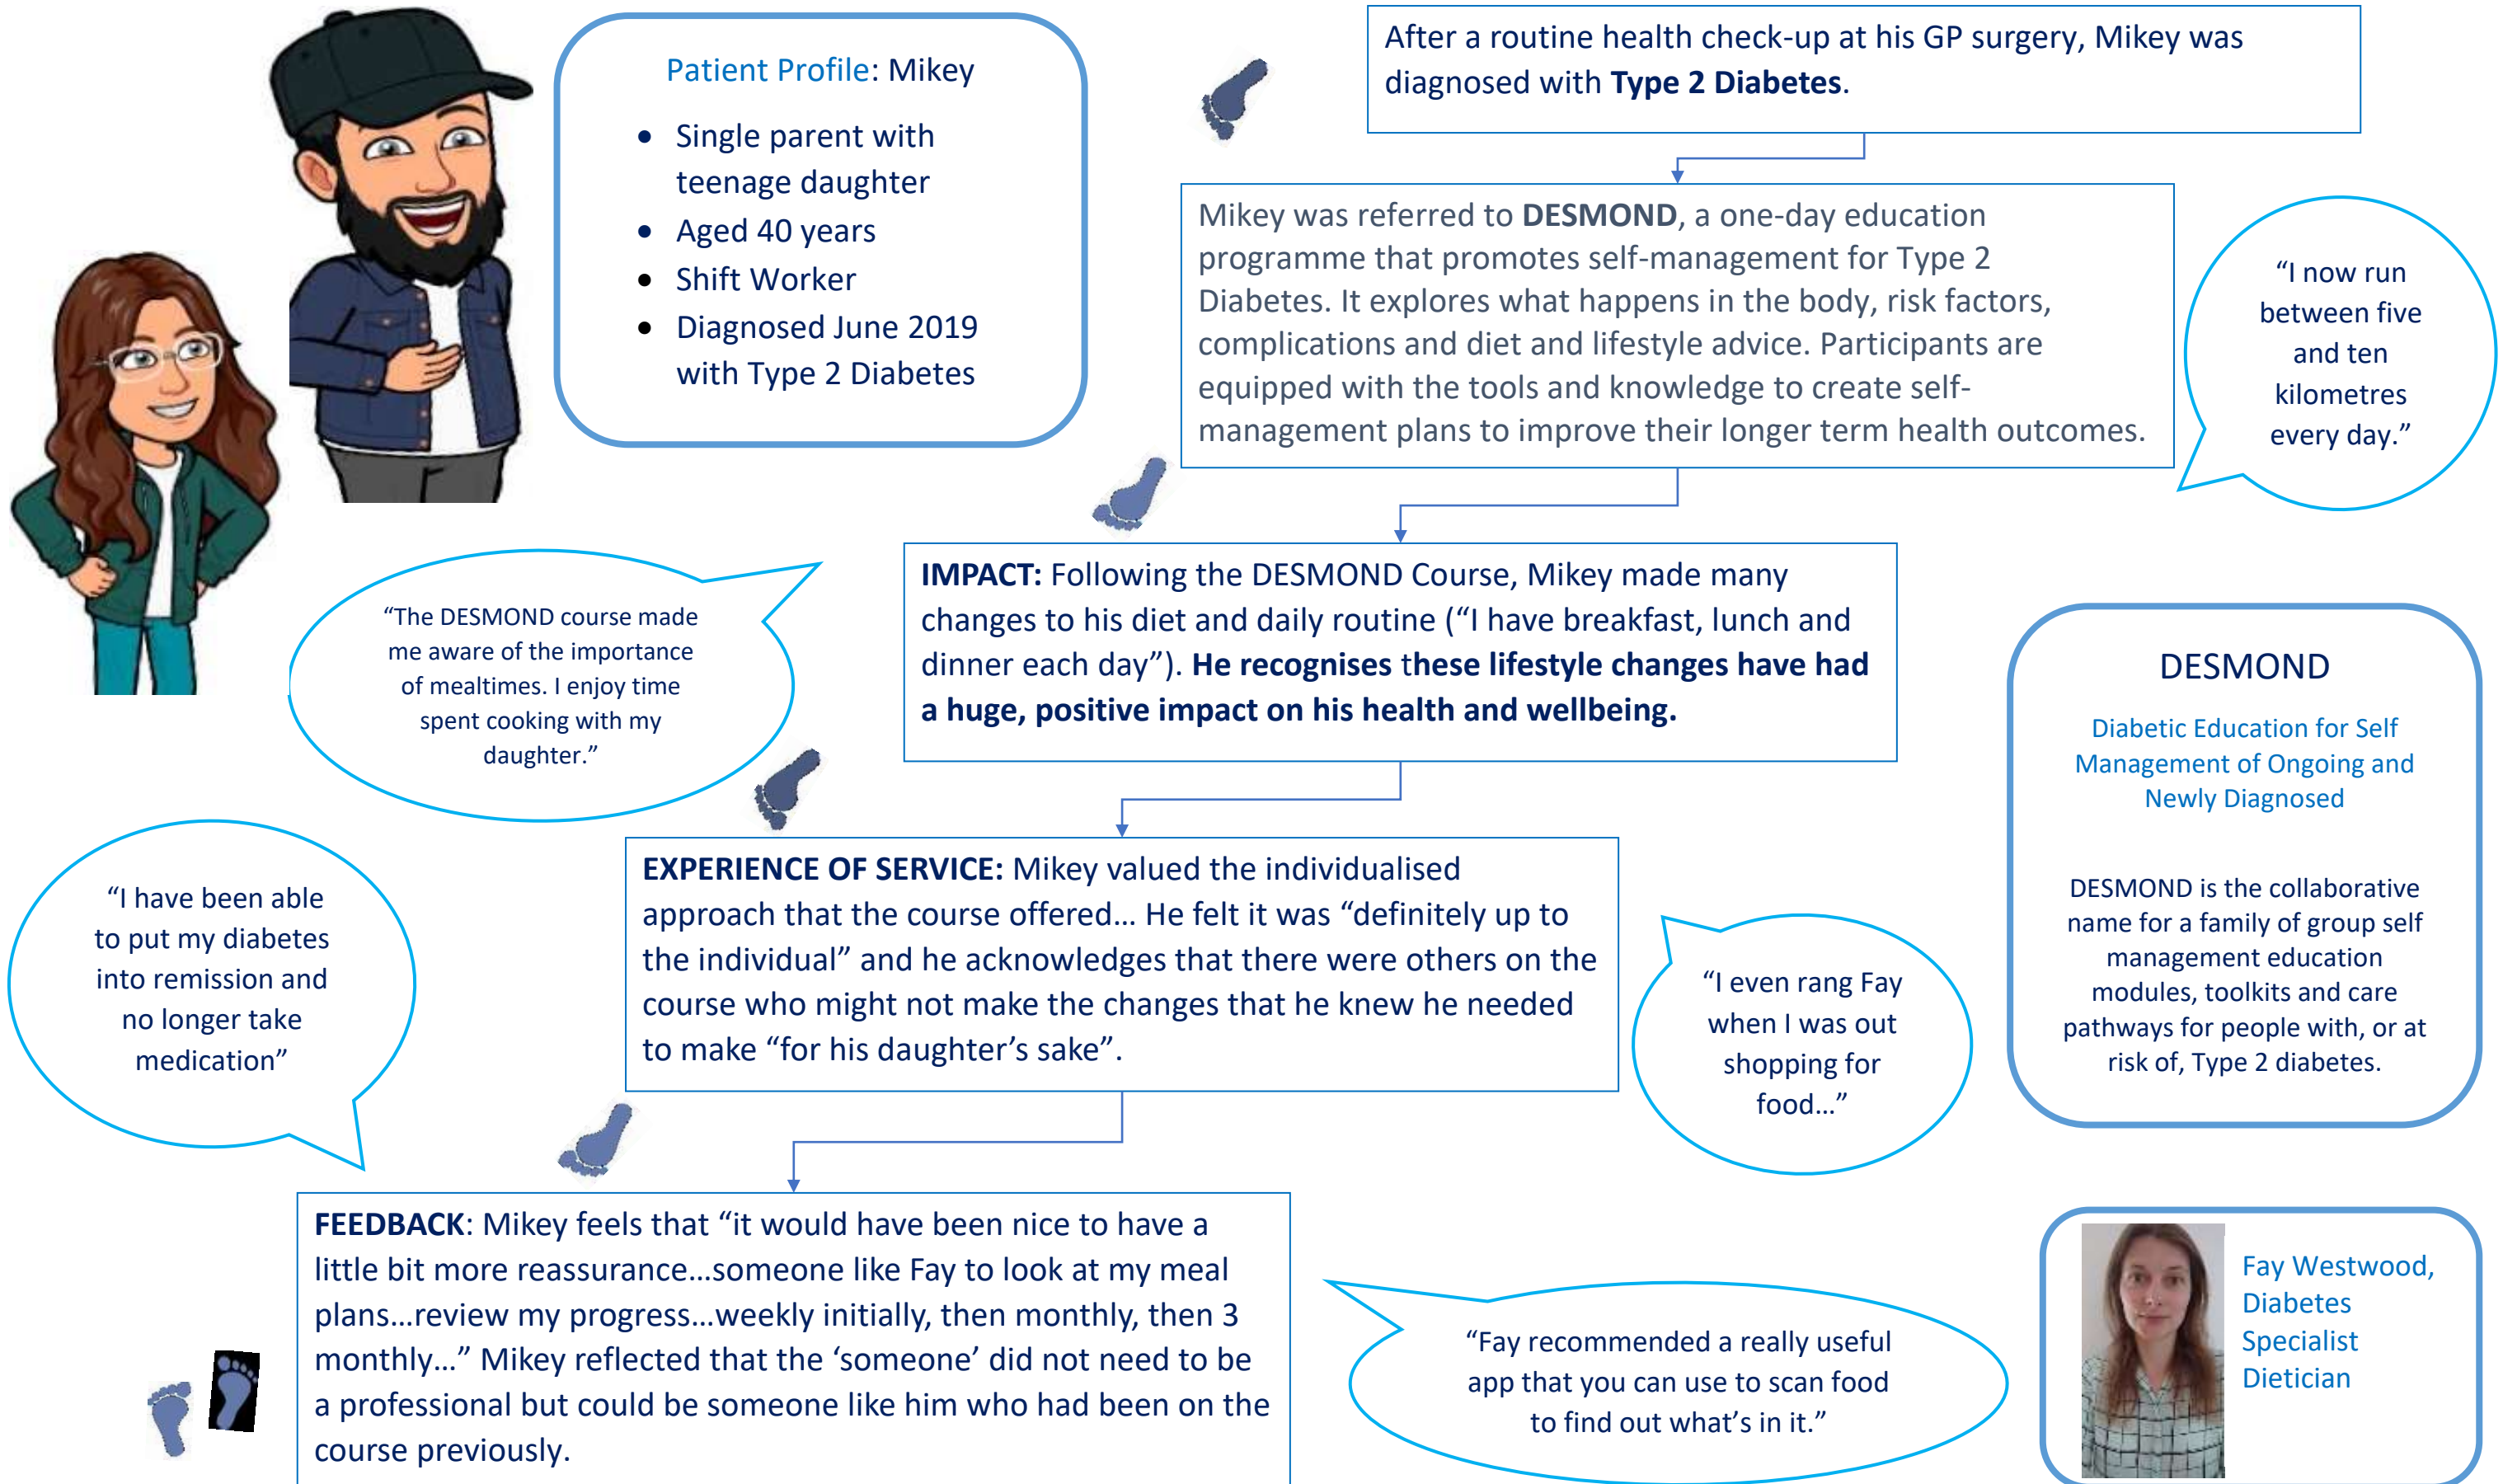 Patient Profile: Mikey
• Single parent with
teenage daughter
• Aged 40 years
• Shift Worker
• Diagnosed June 2019
with Type 2 Diabetes
After a routine health check-up at his GP surgery, Mikey was
diagnosed with Type 2 Diabetes.
Mikey was referred to DESMOND, a one-day education
programme that promotes self-management for Type 2
Diabetes. It explores what happens in the body, risk factors,
complications and diet and lifestyle advice. Participants are
equipped with the tools and knowledge to create self-
management plans to improve their longer term health outcomes.
“I now run
between five
and ten
kilometres
every day.”
IMPACT: Following the DESMOND Course, Mikey made many
changes to his diet and daily routine (“I have breakfast, lunch and
dinner each day”). He recognises these lifestyle changes have had
a huge, positive impact on his health and wellbeing.
“The DESMOND course made
me aware of the importance
of mealtimes. I enjoy time
spent cooking with my
daughter.”
DESMOND
Diabetic Education for Self
Management of Ongoing and
Newly Diagnosed
DESMOND is the collaborative
name for a family of group self
management education
modules, toolkits and care
pathways for people with, or at
risk of, Type 2 diabetes.
EXPERIENCE OF SERVICE: Mikey valued the individualised
approach that the course offered... He felt it was “definitely up to
the individual” and he acknowledges that there were others on the
course who might not make the changes that he knew he needed
to make “for his daughter’s sake”.
“I have been able
to put my diabetes
into remission and
no longer take
medication”
“I even rang Fay
when I was out
shopping for
food...”
FEEDBACK: Mikey feels that “it would have been nice to have a
little bit more reassurance...someone like Fay to look at my meal
plans...review my progress...weekly initially, then monthly, then 3
monthly...” Mikey reflected that the ‘someone’ did not need to be
a professional but could be someone like him who had been on the
course previously.
“Fay recommended a really useful
app that you can use to scan food
to find out what’s in it.”
Fay Westwood,
Diabetes
Specialist
Dietician